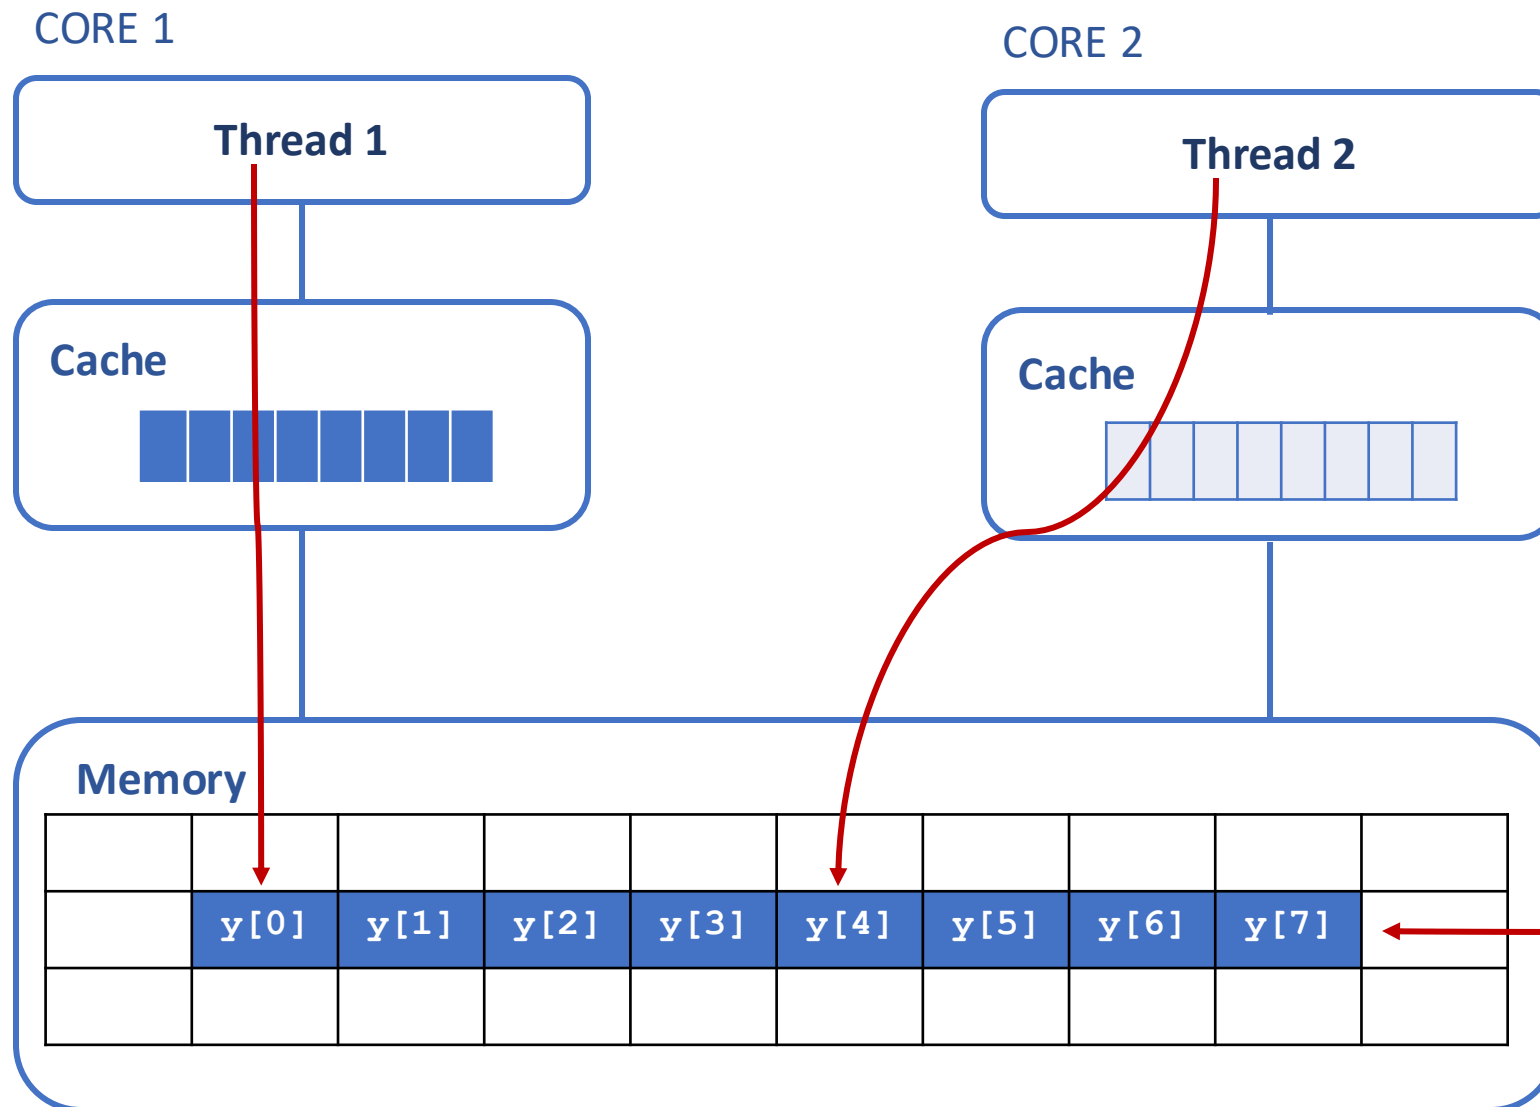 CORE 1
CORE 2
Thread 1
Thread 2
Cache
Cache
Memory
y[0] y[1] y[2] y[3] y[4] y[5] y[6] y[7]